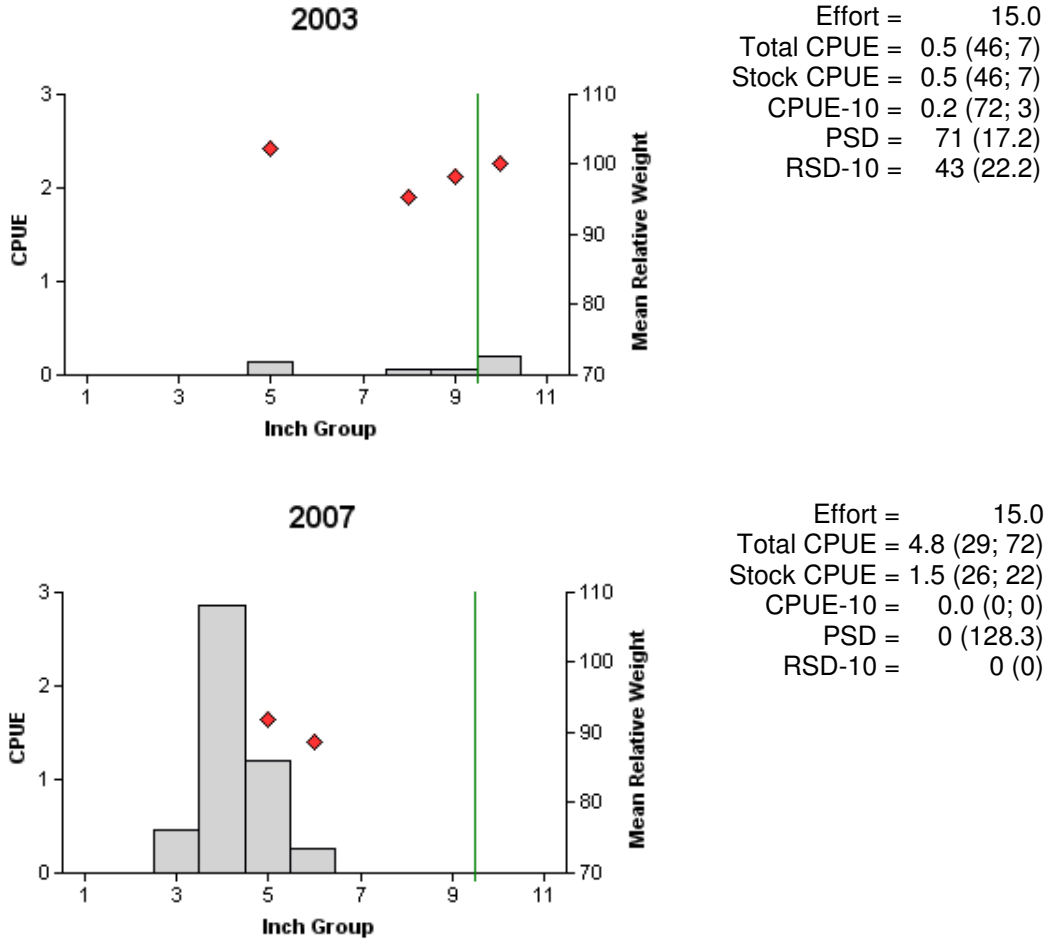 2003
Effort = 15.0
Total CPUE = 0.5 (46; 7)
Stock CPUE = 0.5 (46; 7)
CPUE-10 = 0.2 (72; 3)
PSD = 71 (17.2)
RSD-10 = 43 (22.2)
3
2
1
0
CPUE
110
100
90
80
70
Mean Relative Weight
1 3 5 7 9 11
Inch Group
2007
Effort = 15.0
Total CPUE = 4.8 (29; 72)
Stock CPUE = 1.5 (26; 22)
CPUE-10 = 0.0 (0; 0)
PSD = 0 (128.3)
RSD-10 = 0 (0)
3
2
1
0
CPUE
110
100
90
80
70
Mean Relative Weight
1 3 5 7 9 11
Inch Group